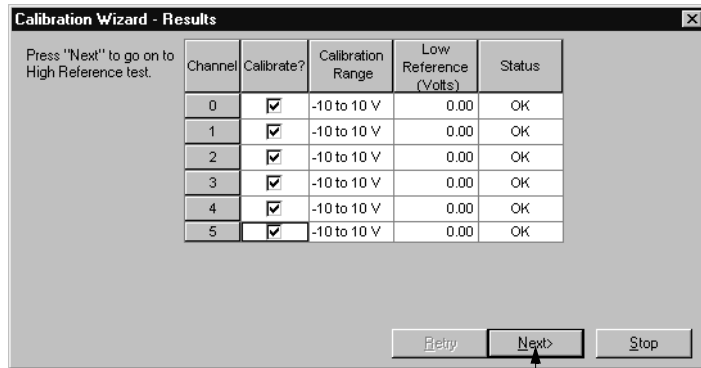 Calibration Wizard - Results
Press "Next" to go on to
High Reference test.
Channel Calibrate? Calibration Range Low Reference (Volts) Status
0 -10 to 10 V 0.00 OK
1 -10 to 10 V 0.00 OK
2 -10 to 10 V 0.00 OK
3 -10 to 10 V 0.00 OK
4 -10 to 10 V 0.00 OK
5 -10 to 10 V 0.00 OK
Retry Next> Stop